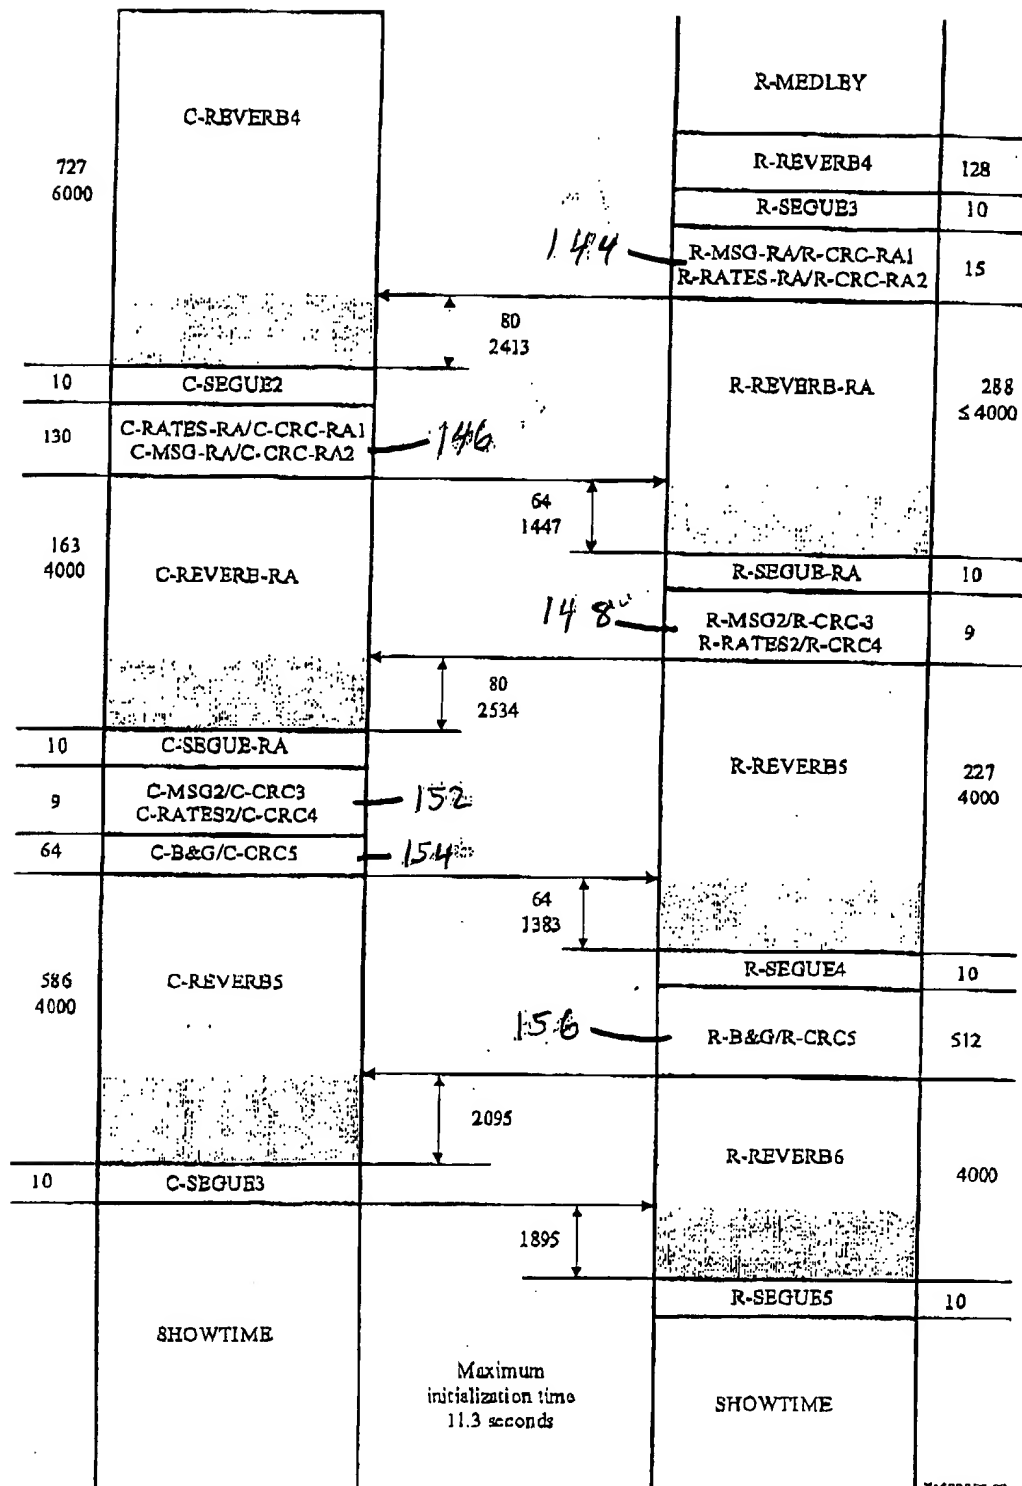 R-MEDLEY
C-REVERB4
R-REVERB4 128
727
6000
R-SEGUE3 10
144
R-MSG-RA/R-CRC-RA1
R-RATES-RA/R-CRC-RA2
15
80
2413
10 C-SEGUE2
R-REVERB-RA
288
≤ 4000
130
C-RATES-RA/C-CRC-RA1
C-MSG-RA/C-CRC-RA2
146
64
1447
163
4000
C-REVERB-RA
R-SEGUE-RA 10
148
R-MSG2/R-CRC-3
R-RATES2/R-CRC4
9
80
2534
10 C-SEGUE-RA
R-REVERB5
227
4000
9
C-MSG2/C-CRC3
C-RATES2/C-CRC4
152
64 C-B&G/C-CRC5 154
64
1383
586
4000
C-REVERB5
R-SEGUE4 10
156 R-B&G/R-CRC5 512
2095
R-REVERB6 4000
10 C-SEGUE3
1895
R-SEGUE5 10
SHOWTIME
Maximum
initialization time
11.3 seconds
SHOWTIME